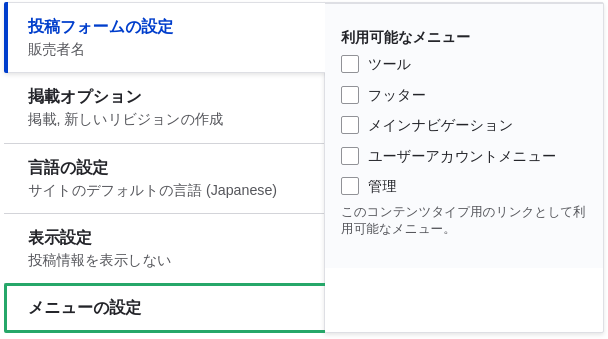 投稿フォームの設定
販売者名
掲載オプション
掲載, 新しいリビジョンの作成
言語の設定
サイトのデフォルトの言語 (Japanese)
表示設定
投稿情報を表示しない
メニューの設定
利用可能なメニュー
ツール
フッター
メインナビゲーション
ユーザーアカウントメニュー
管理
このコンテンツタイプ用のリンクとして利
用可能なメニュー。